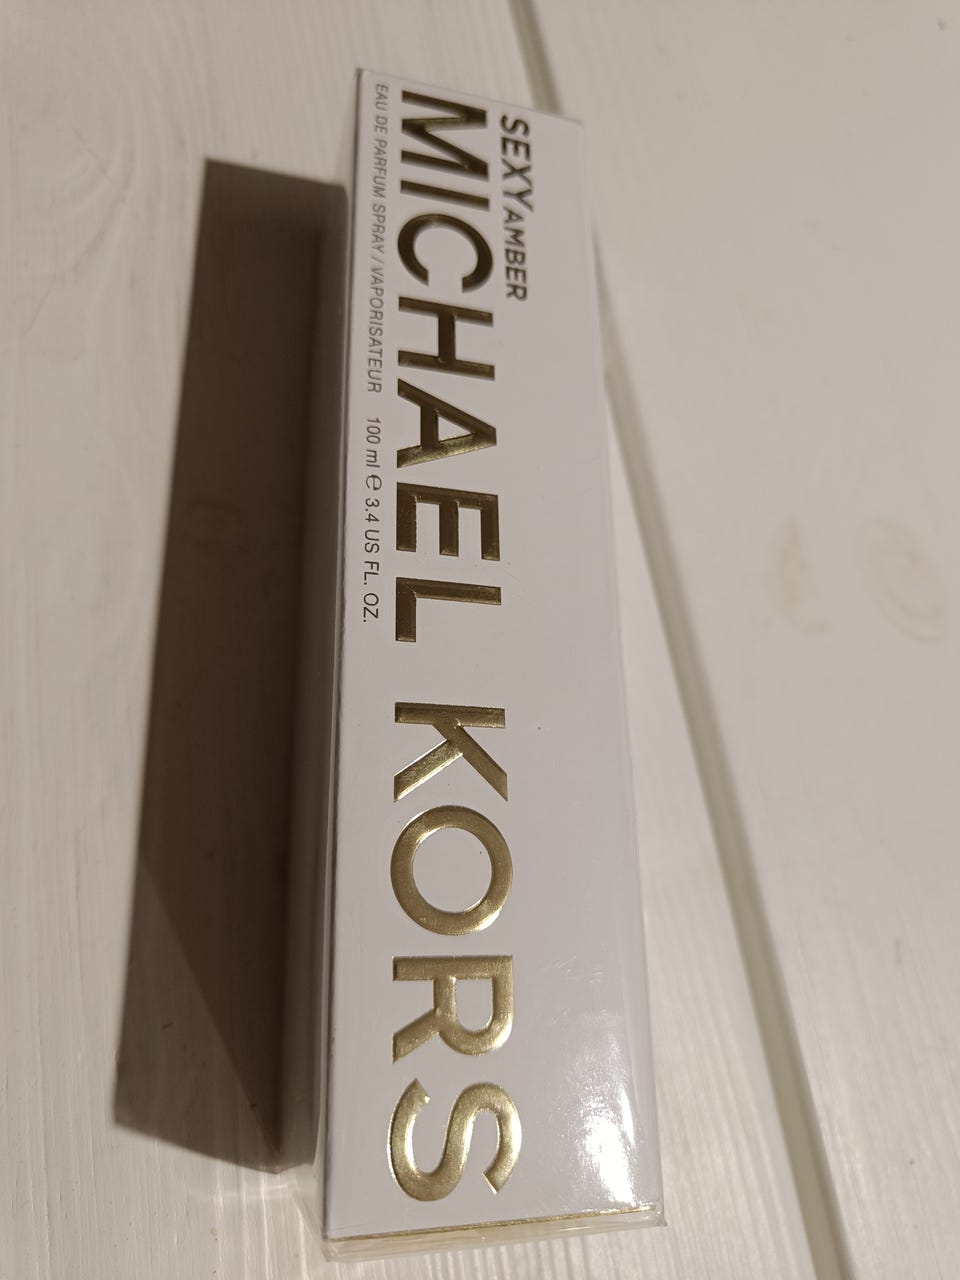 SEXY AMBER
MICHAEL KORS
EAU DE PARFUM SPRAY / VAPORISATEUR 100 ml ℮ 3.4 US FL. OZ.